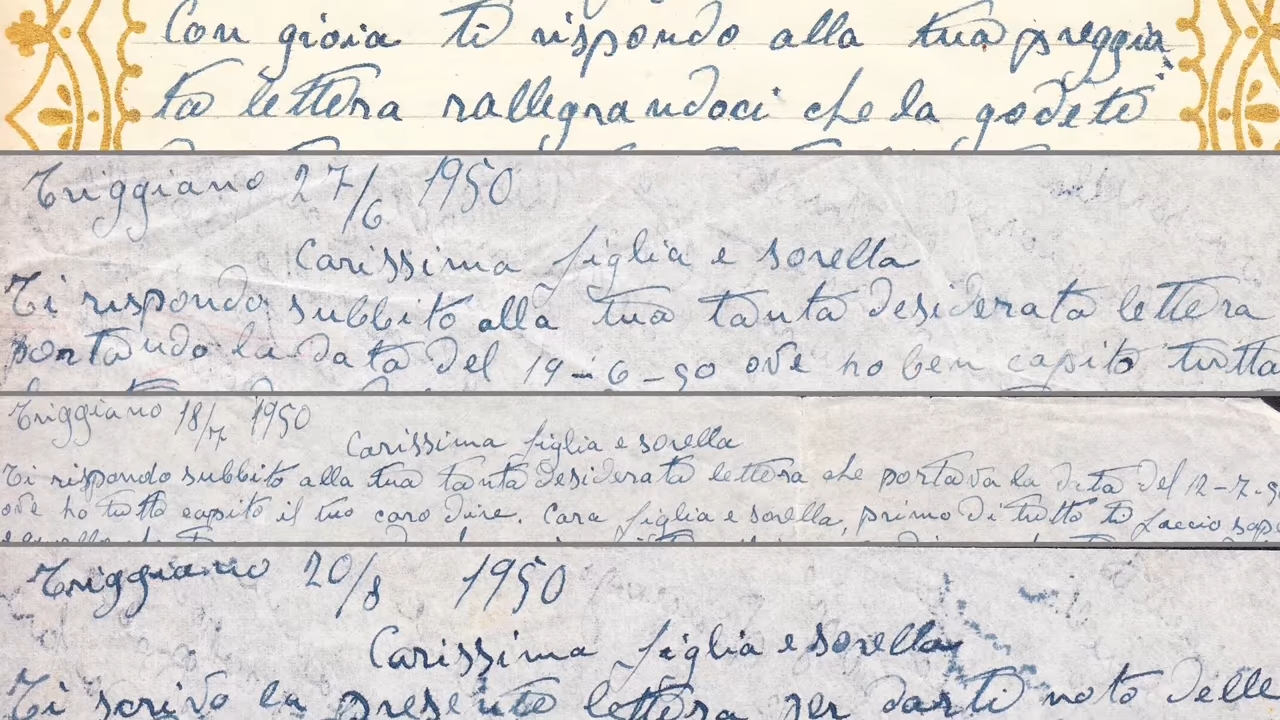 Con gioia ti rispondo alla tua preggia
ta lettera rallegrandoci che la godete
Triggiano 27/6 1950
Carissima figlia e sorella
Ti rispondo subbito alla tua tanta desiderata lettera
portando la data del 19-6-50 ove ho ben capito tutta
Triggiano 18/7 1950
Carissima figlia e sorella
Ti rispondo subbito alla tua tanta desiderata lettera che portava la data del 12-7-5
ove ho tutto capito il tuo caro dire. Cara figlia e sorella, primo di tutto ti faccio sape
Triggiano 20/8 1950
Carissima figlia e sorella
Ti scrivo la presente lettera per darti noto delle